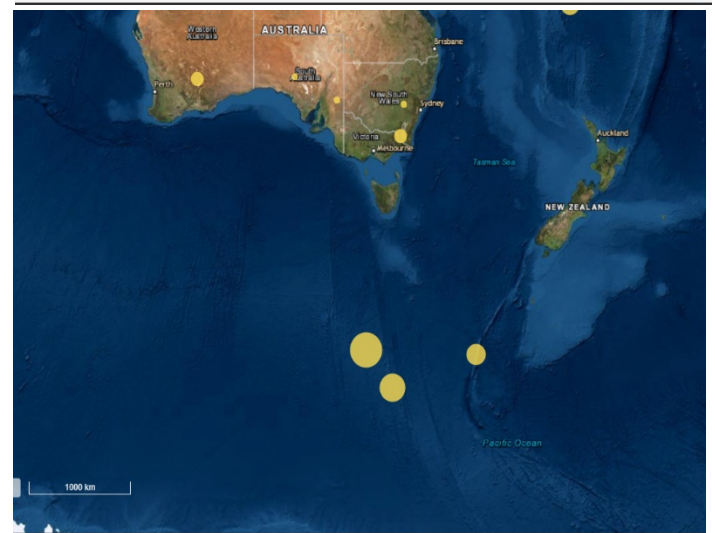 Western
Australia
AUSTRALIA
Brisbane
South
Australia
Perth
New South
Wales
Sydney
Victoria
Melbourne
Auckland
Tasman Sea
NEW ZEALAND
Pacific Ocean
1000 km